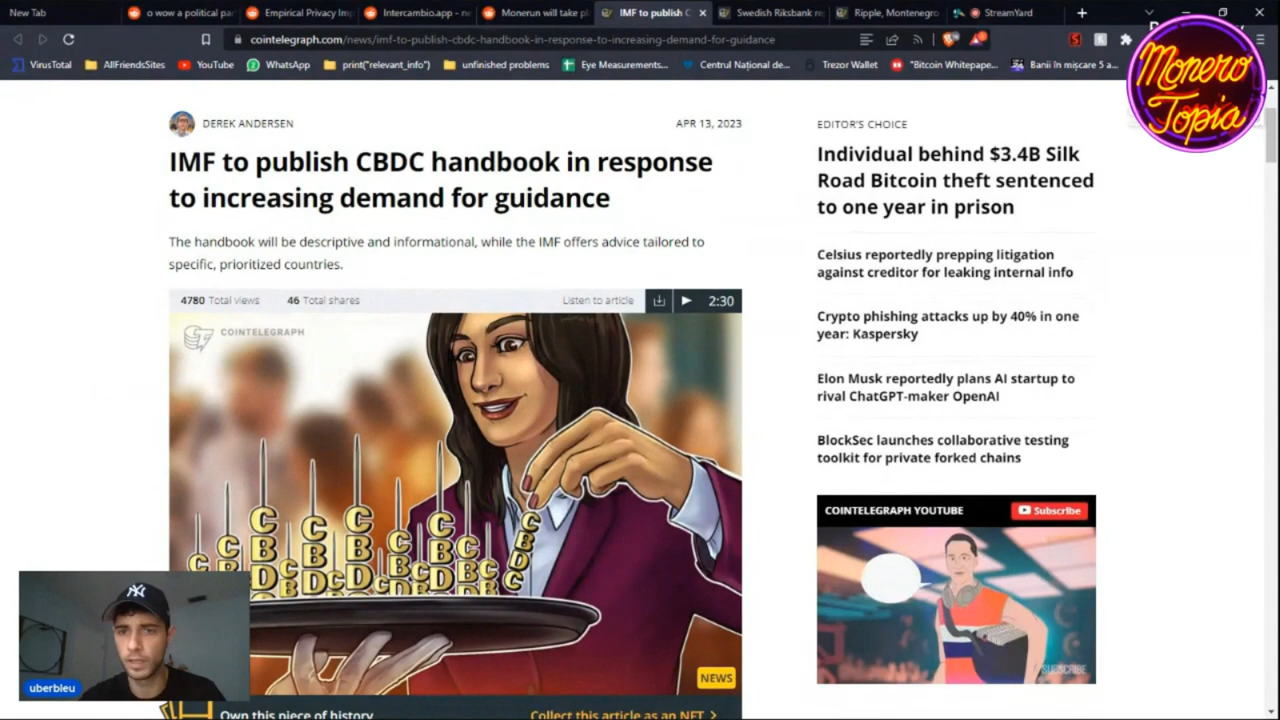 New Tab
o wow a political pa
Empirical Privacy Im
Intercambio.app - ne
Monerun will take pl
IMF to publish C
Swedish Riksbank re
Ripple, Montenegro
StreamYard
cointelegraph.com/news/imf-to-publish-cbdc-handbook-in-response-to-increasing-demand-for-guidance
VirusTotal
AllFriendsSites
YouTube
WhatsApp
print("relevant_info")
unfinished problems
Eye Measurements...
Centrul Național de...
Trezor Wallet
"Bitcoin Whitepape...
Banii în mișcare 5 a...
Monero
Topia
DEREK ANDERSEN
APR 13, 2023
IMF to publish CBDC handbook in response
to increasing demand for guidance
The handbook will be descriptive and informational, while the IMF offers advice tailored to
specific, prioritized countries.
4780 Total views
46 Total shares
Listen to article
2:30
COINTELEGRAPH
C B D C
NEWS
Own this piece of history
Collect this article as an NFT
uberbleu
NY
EDITOR'S CHOICE
Individual behind $3.4B Silk
Road Bitcoin theft sentenced
to one year in prison
Celsius reportedly prepping litigation
against creditor for leaking internal info
Crypto phishing attacks up by 40% in one
year: Kaspersky
Elon Musk reportedly plans AI startup to
rival ChatGPT-maker OpenAI
BlockSec launches collaborative testing
toolkit for private forked chains
COINTELEGRAPH YOUTUBE
Subscribe
SUBSCRIBE